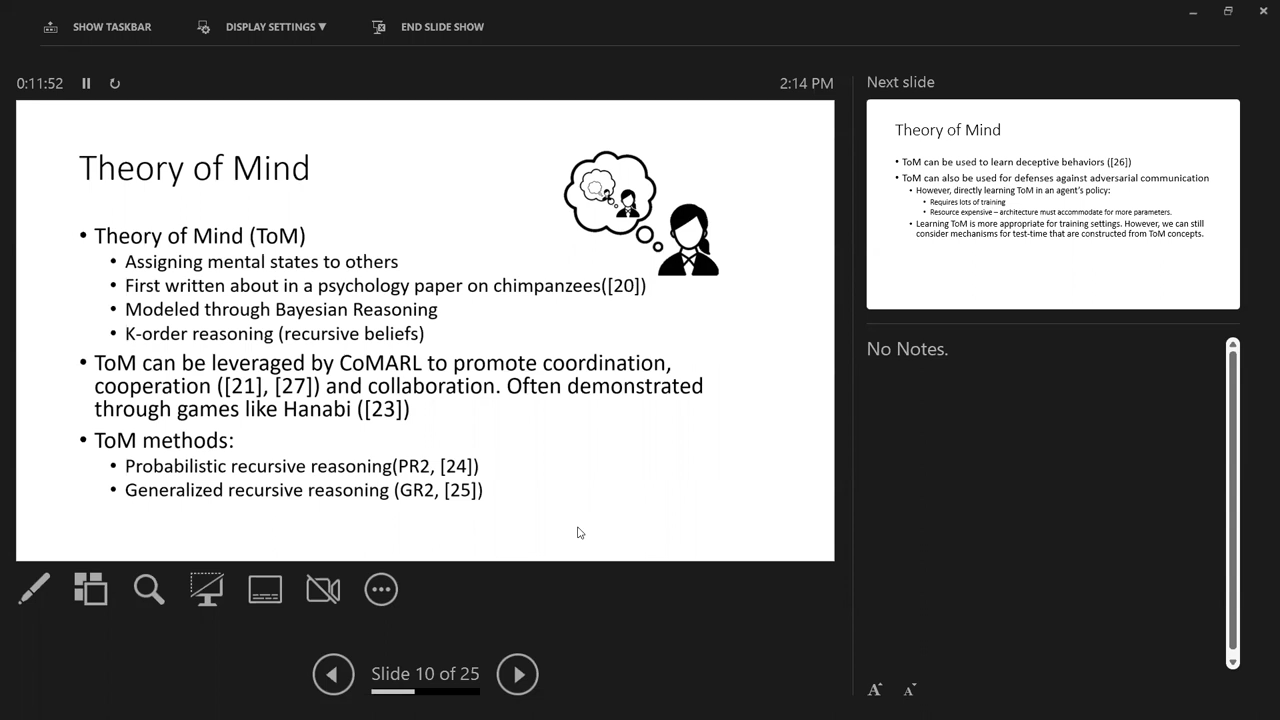 SHOW TASKBAR
DISPLAY SETTINGS ▼
END SLIDE SHOW
0:11:52
2:14 PM
Theory of Mind
• Theory of Mind (ToM)
• Assigning mental states to others
• First written about in a psychology paper on chimpanzees([20])
• Modeled through Bayesian Reasoning
• K-order reasoning (recursive beliefs)
• ToM can be leveraged by CoMARL to promote coordination,
cooperation ([21], [27]) and collaboration. Often demonstrated
through games like Hanabi ([23])
• ToM methods:
• Probabilistic recursive reasoning(PR2, [24])
• Generalized recursive reasoning (GR2, [25])
Slide 10 of 25
Next slide
Theory of Mind
• ToM can be used to learn deceptive behaviors ([26])
• ToM can also be used for defenses against adversarial communication
• However, directly learning ToM in an agent's policy:
• Requires lots of training
• Resource expensive – architecture must accommodate for more parameters.
• Learning ToM is more appropriate for training settings. However, we can still
consider mechanisms for test-time that are constructed from ToM concepts.
No Notes.
A A